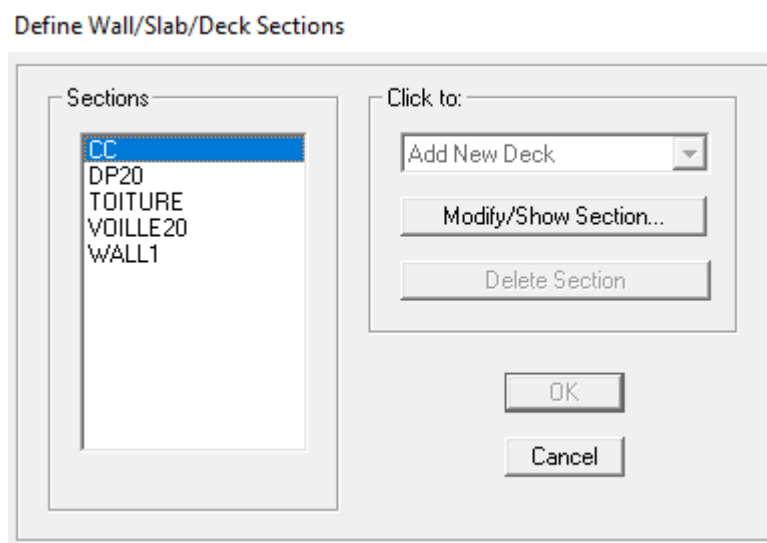 Define Wall/Slab/Deck Sections
Sections
CC
DP20
TOITURE
VOILLE20
WALL1
Click to:
Add New Deck
Modify/Show Section...
Delete Section
OK
Cancel